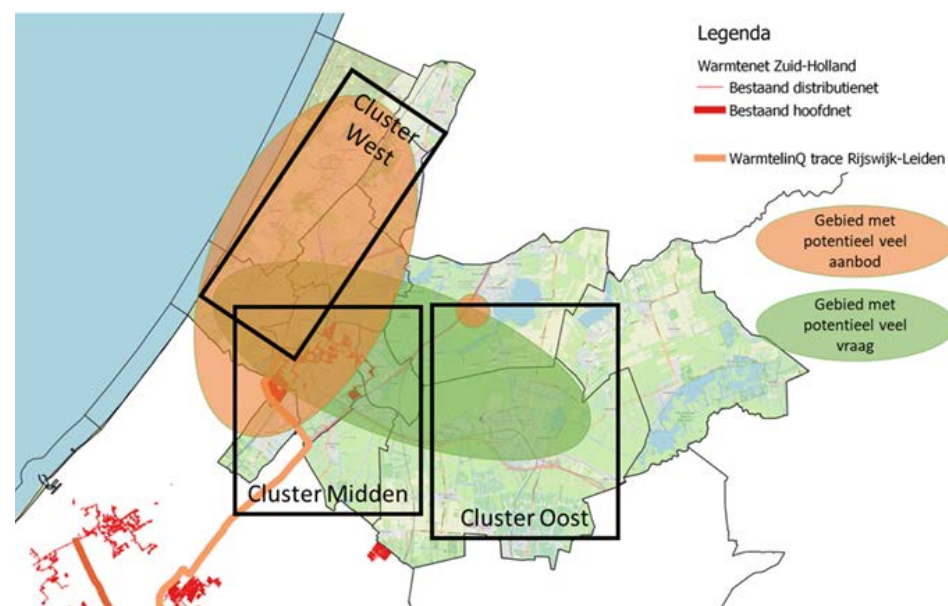 Legenda
Warmtenet Zuid-Holland
Bestaand distributienet
Bestaand hoofdnet
WarmtelinQ trace Rijswijk-Leiden
Gebied met
potentieel veel
aanbod
Gebied met
potentieel veel
vraag
Cluster
West
Cluster Midden
Cluster Oost